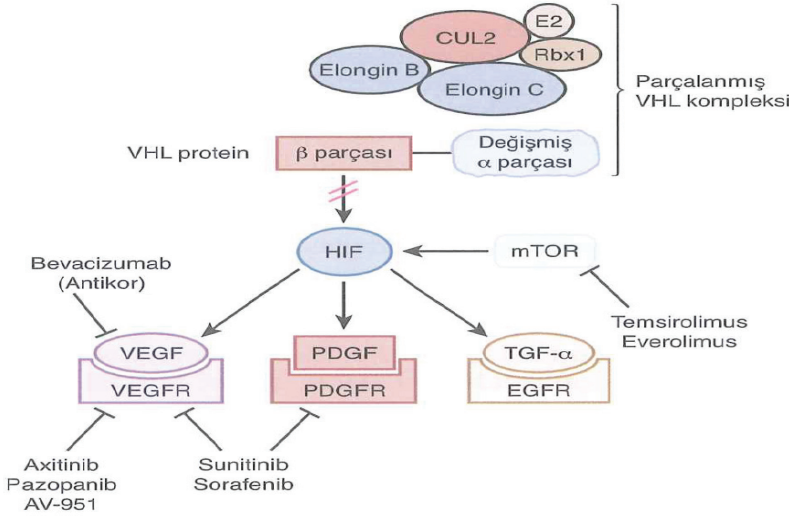 E2
CUL2
Rbx1
Elongin B
Elongin C
Parçalanmış
VHL kompleksi
VHL protein
β parçası
Değişmiş
α parçası
HIF
mTOR
Bevacizumab
(Antikor)
Temsirolimus
Everolimus
VEGF
VEGFR
PDGF
PDGFR
TGF-α
EGFR
Axitinib
Pazopanib
AV-951
Sunitinib
Sorafenib